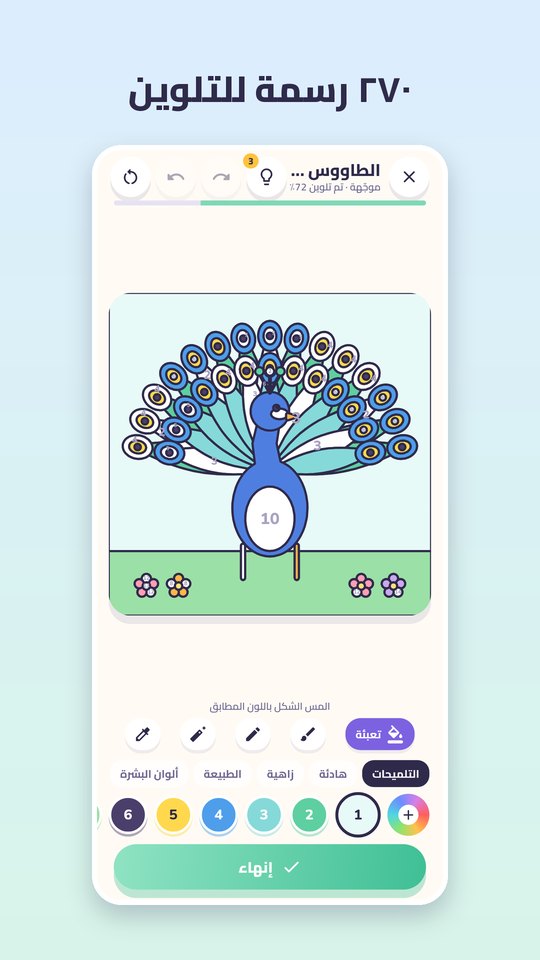 ٢٧٠ رسمة للتلوين
الطاووس ...
3
موجّهة · تم تلوين 72٪
3
3
10
المس الشكل باللون المطابق
تعبئة
التلميحات
هادئة
زاهية
الطبيعة
ألوان البشرة
1
2
3
4
5
6
إنهاء